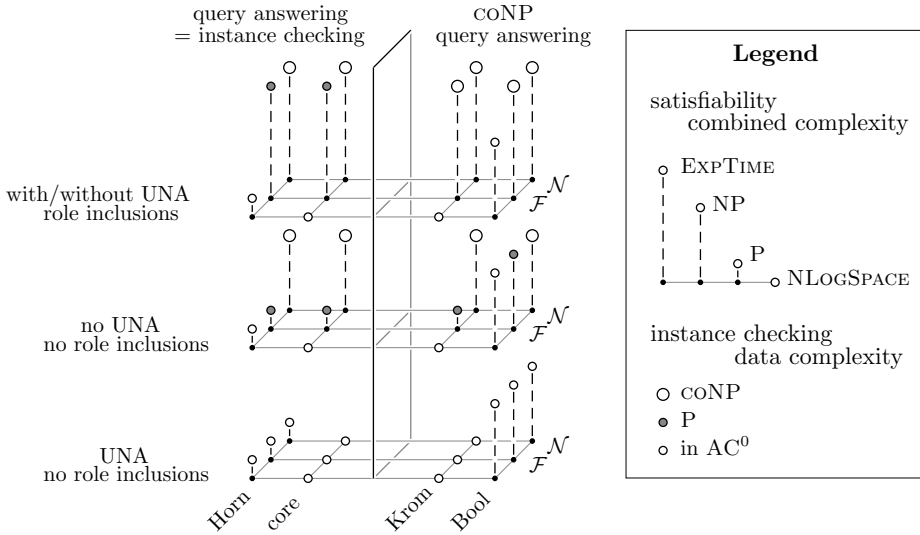 query answering
= instance checking
coNP
query answering
with/without UNA
role inclusions
N
F
no UNA
no role inclusions
N
F
UNA
no role inclusions
N
F
Horn
core
Krom
Bool
Legend
satisfiability
combined complexity
ExpTime
NP
P
NLogSpace
instance checking
data complexity
coNP
P
in AC⁰